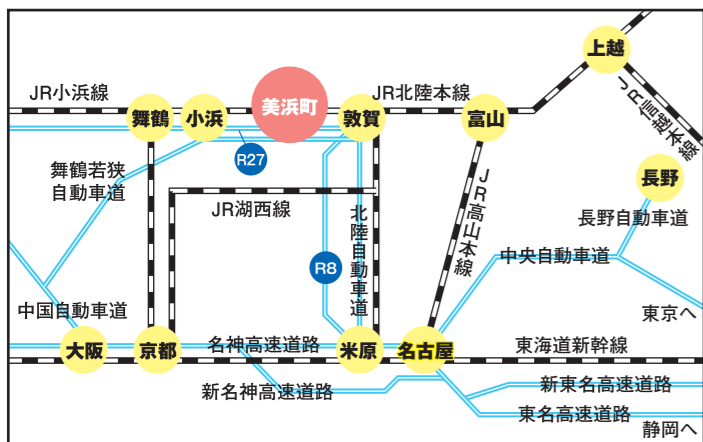 上越
JR小浜線
美浜町
JR北陸本線
舞鶴
小浜
敦賀
富山
JR信越本線
R27
舞鶴若狭
自動車道
長野
JR湖西線
北陸自動車道
JR高山本線
長野自動車道
R8
中央自動車道
中国自動車道
東京へ
大阪
京都
名神高速道路
米原
名古屋
東海道新幹線
新名神高速道路
新東名高速道路
東名高速道路
静岡へ